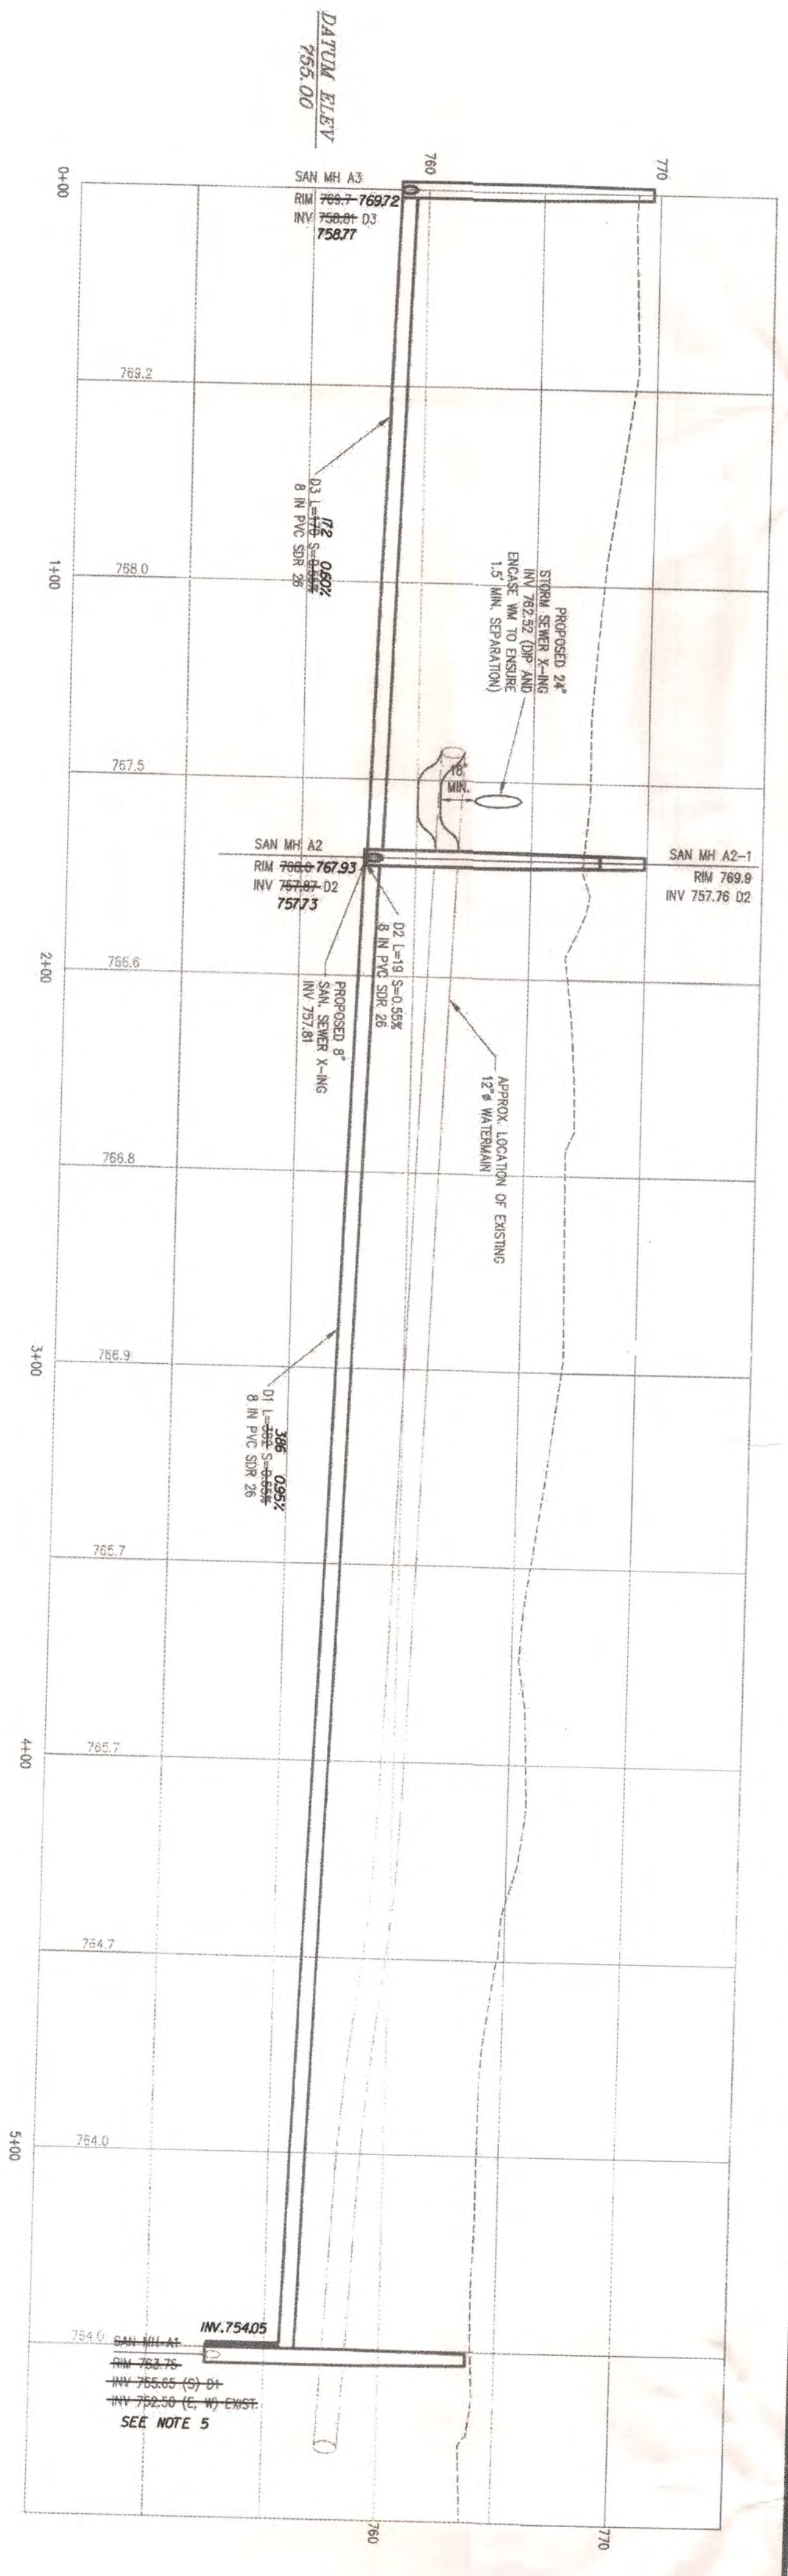 DATUM ELEV
755.00
760
770
0+00
SAN MH A3
RIM 769.7 769.72
INV 758.81 D3
758.77
769.2
172 0.60%
D3 L=170 S=0.55%
8 IN PVC SDR 26
1+00
768.0
PROPOSED 24"
STORM SEWER X-ING
INV 762.52 (DIP AND
ENCASE WM TO ENSURE
1.5' MIN. SEPARATION)
767.5
18"
MIN.
SAN MH A2
RIM 768.0 767.93
INV 757.87 D2
757.73
SAN MH A2-1
RIM 769.9
INV 757.76 D2
D2 L=19 S=0.55%
8 IN PVC SDR 26
2+00
766.6
PROPOSED 8"
SAN. SEWER X-ING
INV 757.81
APPROX. LOCATION OF EXISTING
12"ø WATERMAIN
766.8
3+00
766.9
386 0.95%
D1 L=382 S=0.55%
8 IN PVC SDR 26
765.7
4+00
765.7
764.7
5+00
764.0
INV. 754.05
764.0
SAN MH A1
RIM 763.75
INV 755.65 (S) D1
INV 752.50 (E, W) EXIST.
SEE NOTE 5
760
770